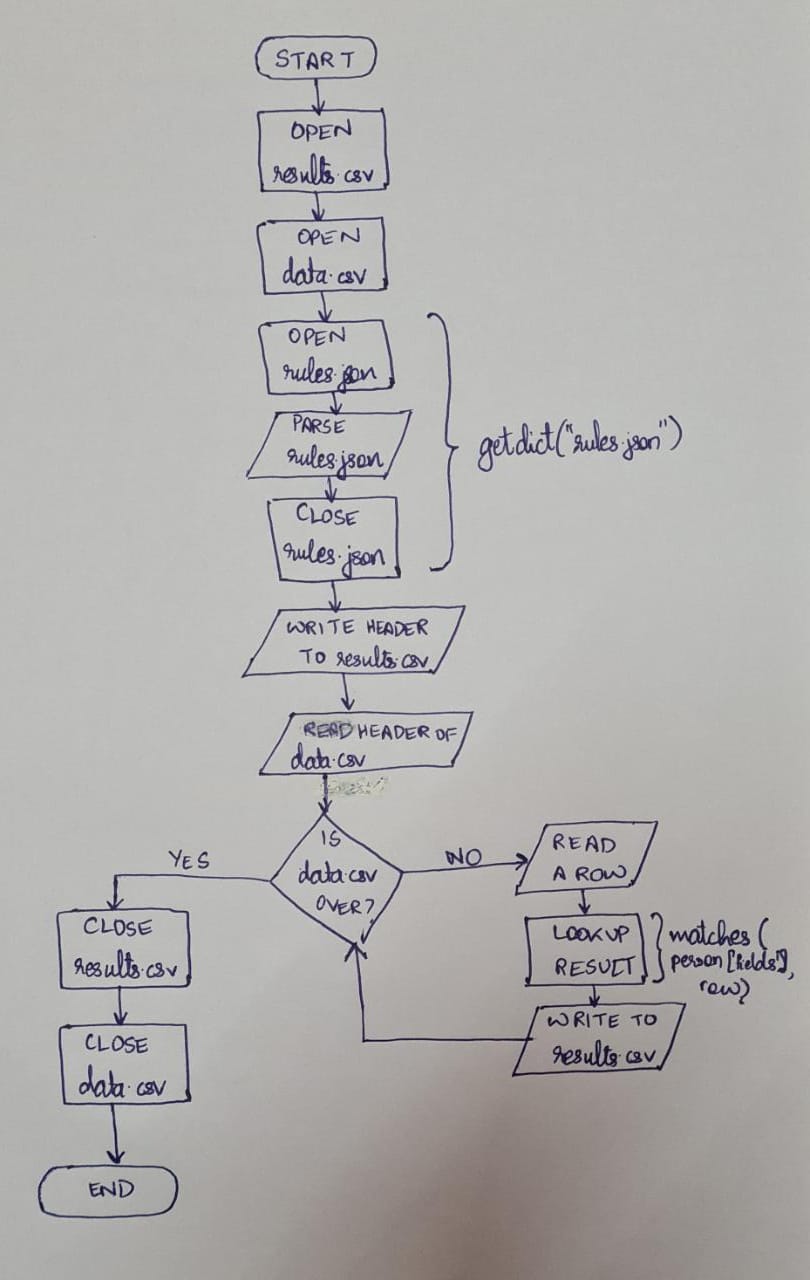 START
OPEN
results.csv
OPEN
data.csv
OPEN
rules.json
PARSE
rules.json
getdict("rules.json")
CLOSE
rules.json
WRITE HEADER
TO results.csv
READ HEADER OF
data.csv
IS
data.csv
OVER?
YES
NO
READ
A ROW
LOOKUP
RESULT
matches(
person['fields'],
row)
WRITE TO
results.csv
CLOSE
results.csv
CLOSE
data.csv
END